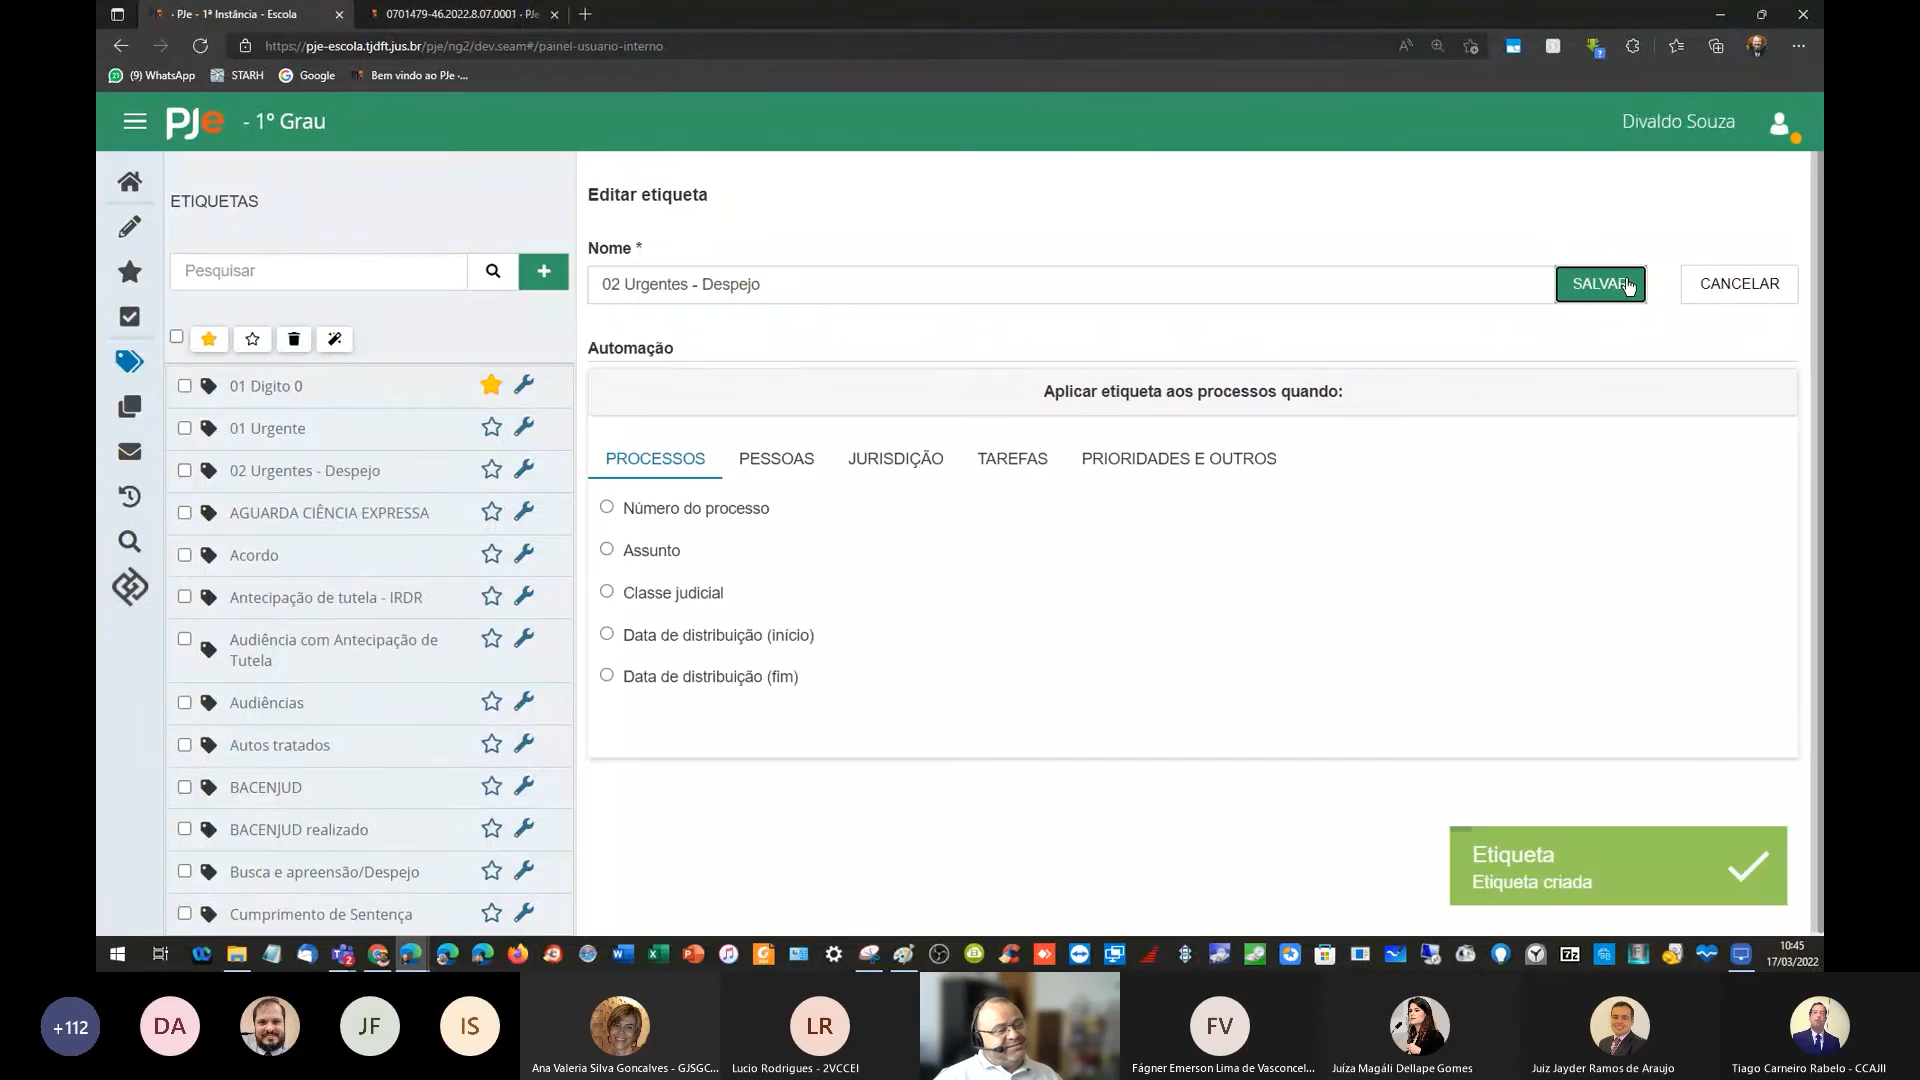 · PJe - 1ª Instância - Escola
0701479-46.2022.8.07.0001 · PJe
https://pje-escola.tjdft.jus.br/pje/ng2/dev.seam#/painel-usuario-interno
(9) WhatsApp
STARH
Google
Bem vindo ao PJe ·...
PJe - 1º Grau
Divaldo Souza
ETIQUETAS
Pesquisar
01 Digito 0
01 Urgente
02 Urgentes - Despejo
AGUARDA CIÊNCIA EXPRESSA
Acordo
Antecipação de tutela - IRDR
Audiência com Antecipação de
Tutela
Audiências
Autos tratados
BACENJUD
BACENJUD realizado
Busca e apreensão/Despejo
Cumprimento de Sentença
Editar etiqueta
Nome *
02 Urgentes - Despejo
SALVAR
CANCELAR
Automação
Aplicar etiqueta aos processos quando:
PROCESSOS
PESSOAS
JURISDIÇÃO
TAREFAS
PRIORIDADES E OUTROS
Número do processo
Assunto
Classe judicial
Data de distribuição (início)
Data de distribuição (fim)
Etiqueta
Etiqueta criada
10:45
17/03/2022
+112
DA
JF
IS
Ana Valeria Silva Goncalves - GJSGC...
LR
Lucio Rodrigues - 2VCCEI
FV
Fágner Emerson Lima de Vasconcel...
Juíza Magáli Dellape Gomes
Juiz Jayder Ramos de Araujo
Tiago Carneiro Rabelo - CCAJII